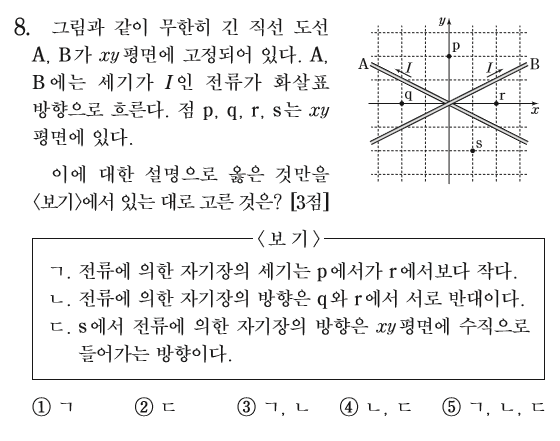 8. 그림과 같이 무한히 긴 직선 도선
A, B가 xy평면에 고정되어 있다. A,
B에는 세기가 I인 전류가 화살표
방향으로 흐른다. 점 p, q, r, s는 xy
평면에 있다.
이에 대한 설명으로 옳은 것만을
〈보기〉에서 있는 대로 고른 것은? [3점]
y
p
A
I
I
B
q
r
x
s
〈보 기〉
ㄱ. 전류에 의한 자기장의 세기는 p에서가 r에서보다 작다.
ㄴ. 전류에 의한 자기장의 방향은 q와 r에서 서로 반대이다.
ㄷ. s에서 전류에 의한 자기장의 방향은 xy평면에 수직으로
들어가는 방향이다.
① ㄱ ② ㄷ ③ ㄱ, ㄴ ④ ㄴ, ㄷ ⑤ ㄱ, ㄴ, ㄷ